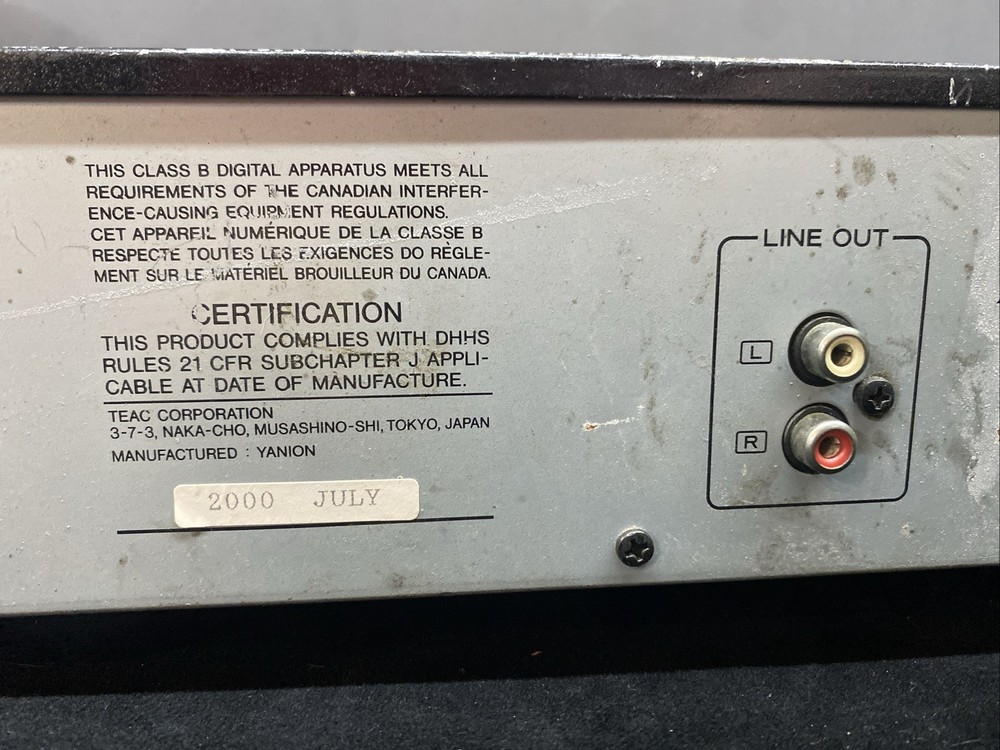 THIS CLASS B DIGITAL APPARATUS MEETS ALL
REQUIREMENTS OF THE CANADIAN INTERFER-
ENCE-CAUSING EQUIPMENT REGULATIONS.
CET APPAREIL NUMÉRIQUE DE LA CLASSE B
RESPECTE TOUTES LES EXIGENCES DO RÈGLE-
MENT SUR LE MATÉRIEL BROUILLEUR DU CANADA.
CERTIFICATION
THIS PRODUCT COMPLIES WITH DHHS
RULES 21 CFR SUBCHAPTER J APPLI-
CABLE AT DATE OF MANUFACTURE.
TEAC CORPORATION
3-7-3, NAKA-CHO, MUSASHINO-SHI, TOKYO, JAPAN
MANUFACTURED : YANION
2000 JULY
LINE OUT
L
R